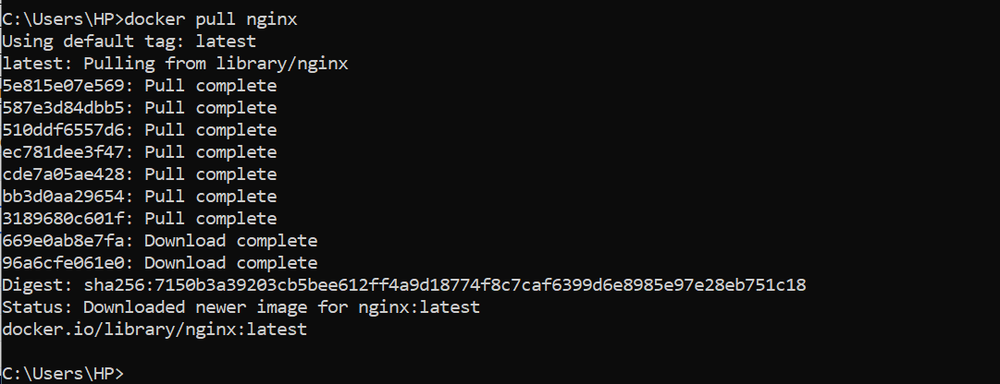 C:\Users\HP>docker pull nginx
Using default tag: latest
latest: Pulling from library/nginx
5e815e07e569: Pull complete
587e3d84dbb5: Pull complete
510ddf6557d6: Pull complete
ec781dee3f47: Pull complete
cde7a05ae428: Pull complete
bb3d0aa29654: Pull complete
3189680c601f: Pull complete
669e0ab8e7fa: Download complete
96a6cfe061e0: Download complete
Digest: sha256:7150b3a39203cb5bee612ff4a9d18774f8c7caf6399d6e8985e97e28eb751c18
Status: Downloaded newer image for nginx:latest
docker.io/library/nginx:latest
C:\Users\HP>